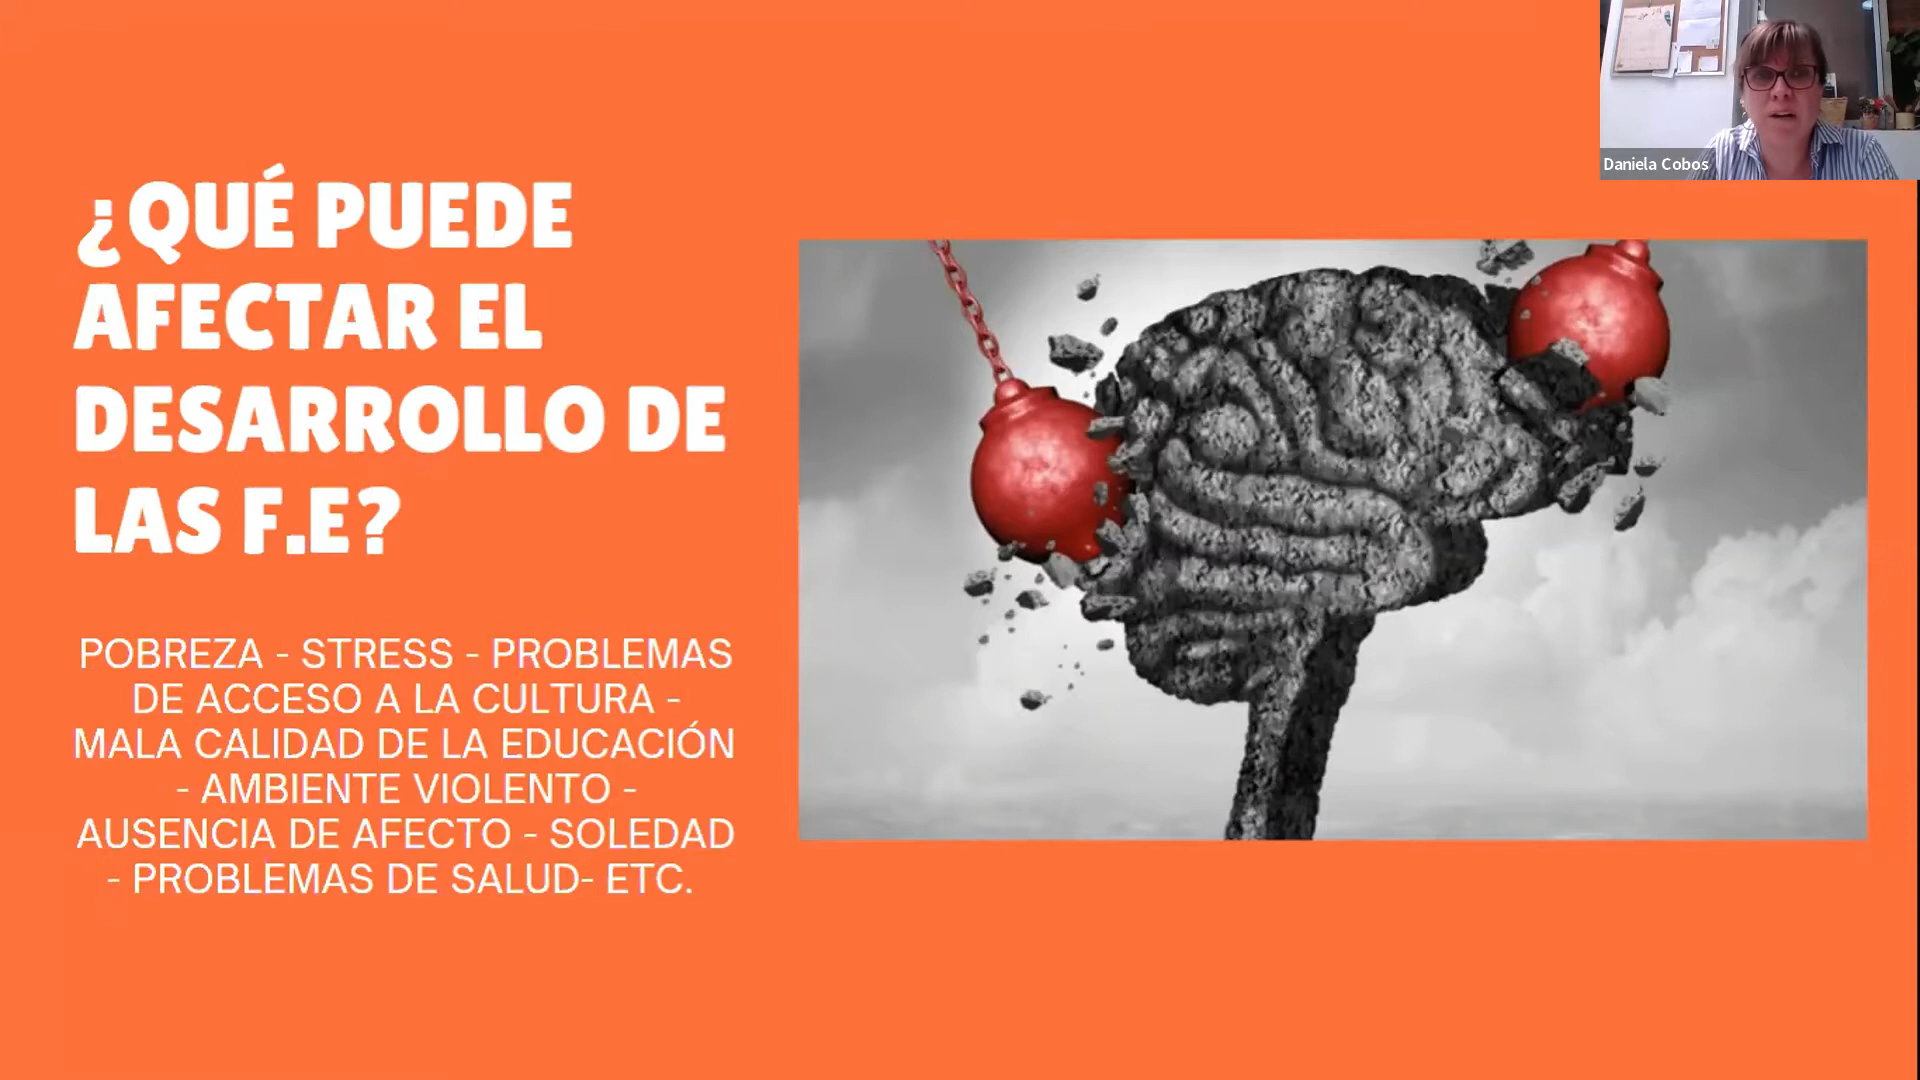 ¿QUÉ PUEDE
AFECTAR EL
DESARROLLO DE
LAS F.E?
POBREZA - STRESS - PROBLEMAS
DE ACCESO A LA CULTURA -
MALA CALIDAD DE LA EDUCACIÓN
- AMBIENTE VIOLENTO -
AUSENCIA DE AFECTO - SOLEDAD
- PROBLEMAS DE SALUD- ETC.
Daniela Cobos